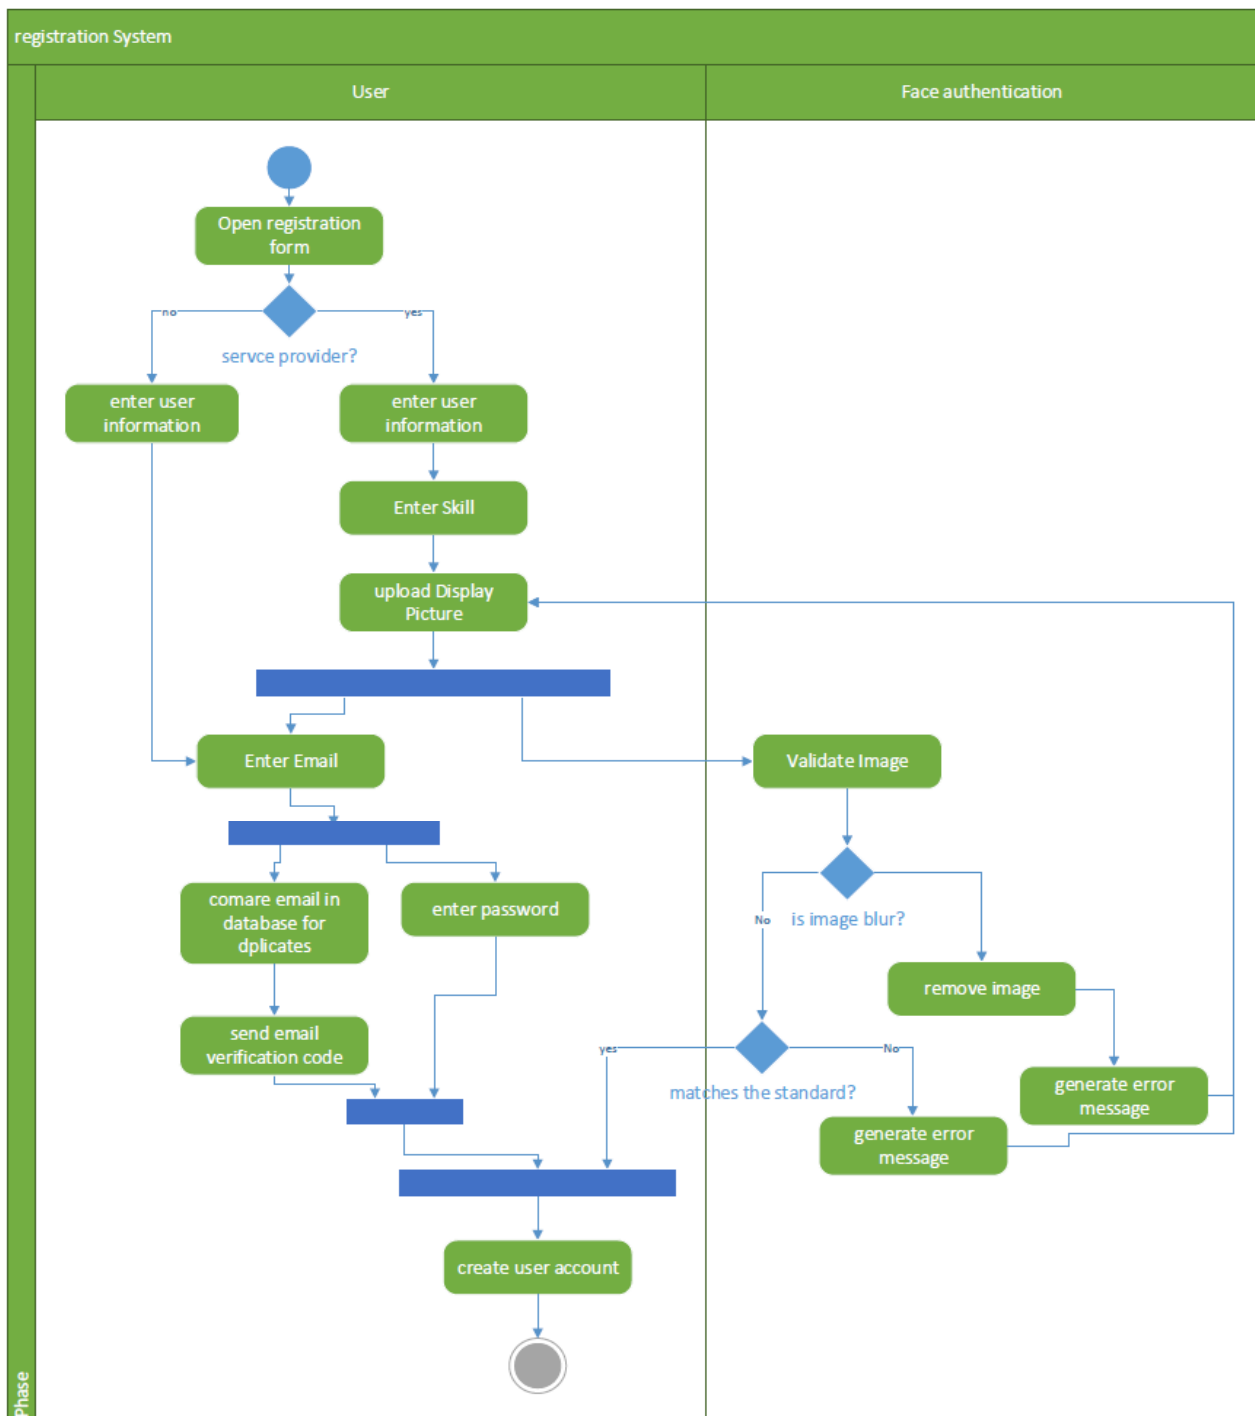 registration System
User
Face authentication
Open registration
form
no
yes
servce provider?
enter user
information
enter user
information
Enter Skill
upload Display
Picture
Enter Email
Validate Image
comare email in
database for
dplicates
enter password
No
is image blur?
remove image
send email
verification code
yes
No
matches the standard?
generate error
message
generate error
message
create user account
Phase